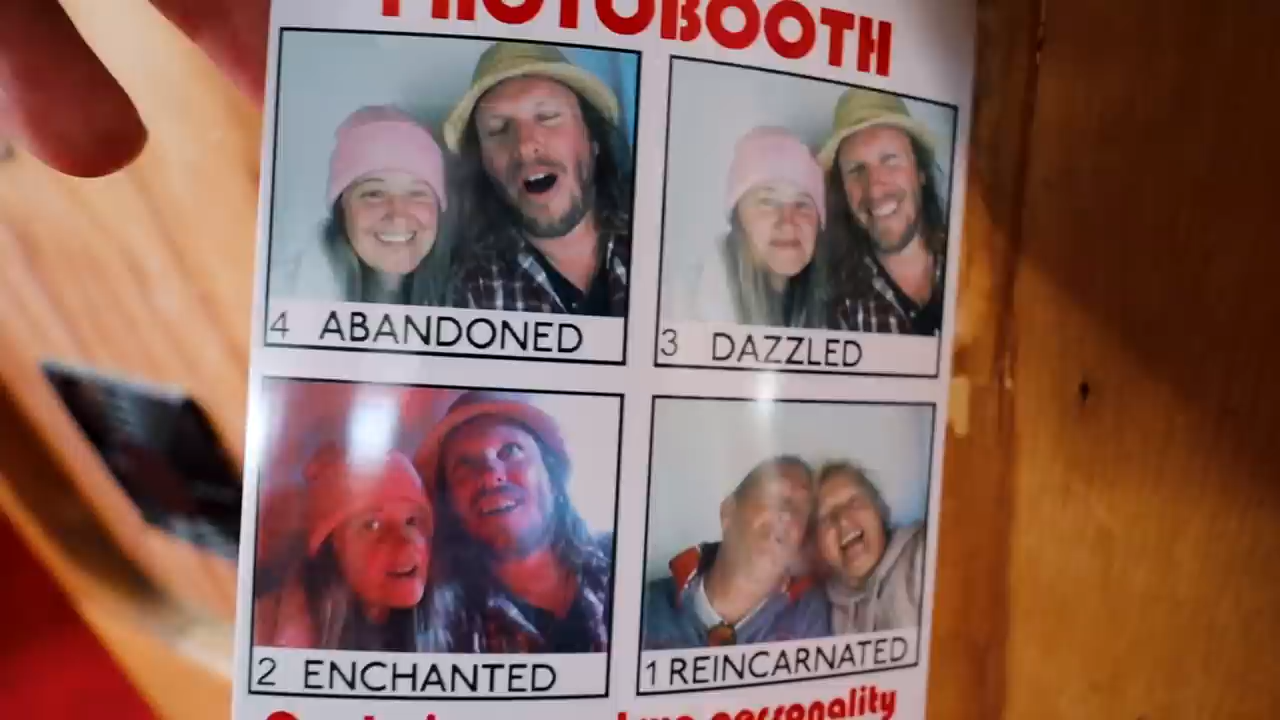 PHOTOBOOTH
4 ABANDONED
3 DAZZLED
2 ENCHANTED
1 REINCARNATED
personality